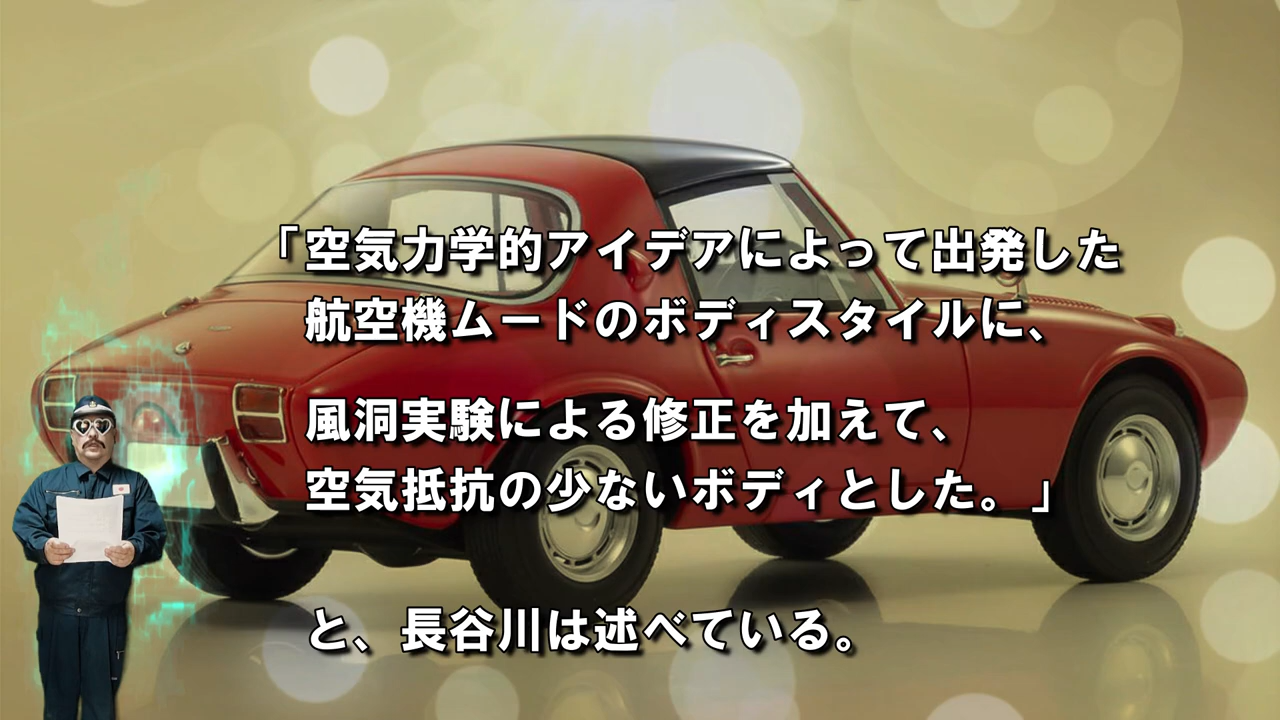 「空気力学的アイデアによって出発した
航空機ムードのボディスタイルに、
風洞実験による修正を加えて、
空気抵抗の少ないボディとした。」
と、長谷川は述べている。